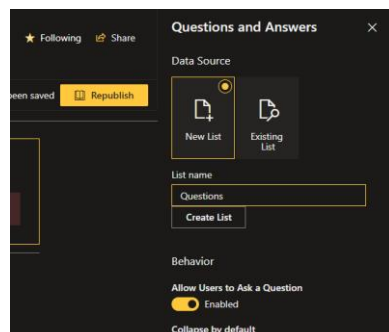 Following Share
Questions and Answers
Data Source
een saved Republish
New List
Existing
List
List name
Questions
Create List
Behavior
Allow Users to Ask a Question
Enabled
Collapse by default